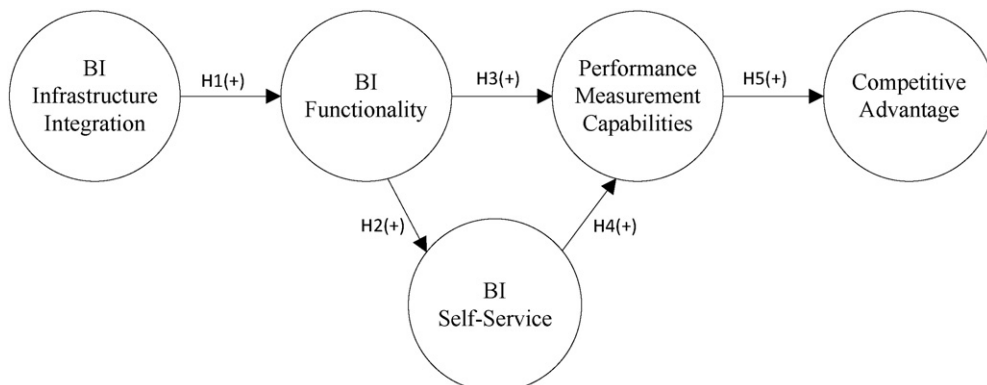 BI
Infrastructure
Integration
H1(+)
BI
Functionality
H3(+)
Performance
Measurement
Capabilities
H5(+)
Competitive
Advantage
H2(+)
H4(+)
BI
Self-Service